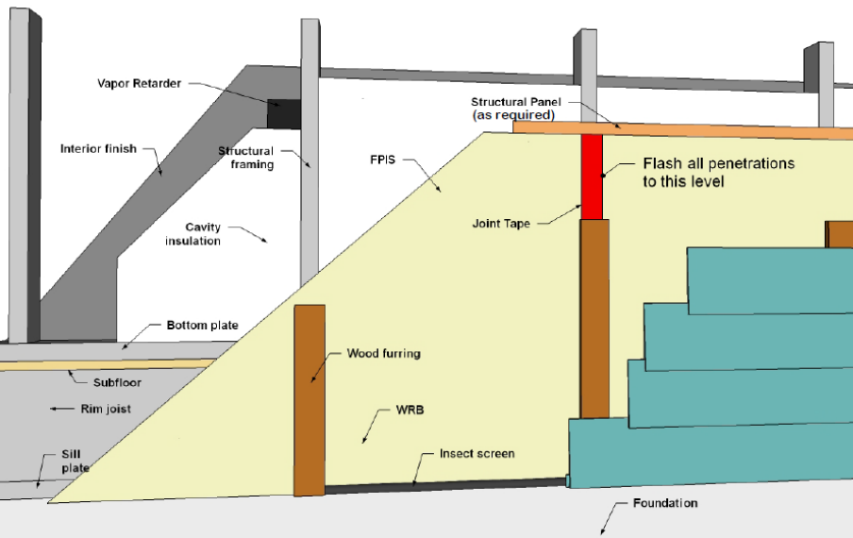 Vapor Retarder
Structural Panel
(as required)
Interior finish
Structural
framing
FPIS
Flash all penetrations
to this level
Cavity
insulation
Joint Tape
Bottom plate
Wood furring
Subfloor
Rim joist
WRB
Insect screen
Sill
plate
Foundation